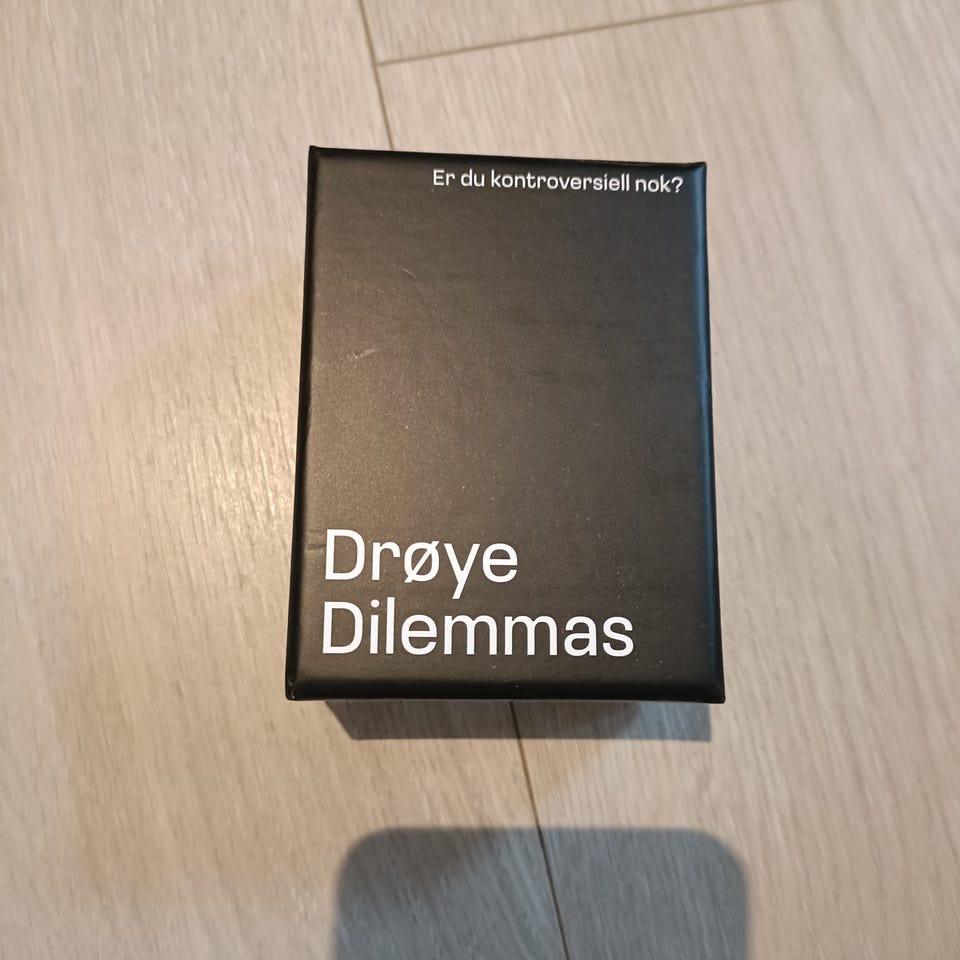 Er du kontroversiell nok?
Drøye
Dilemmas